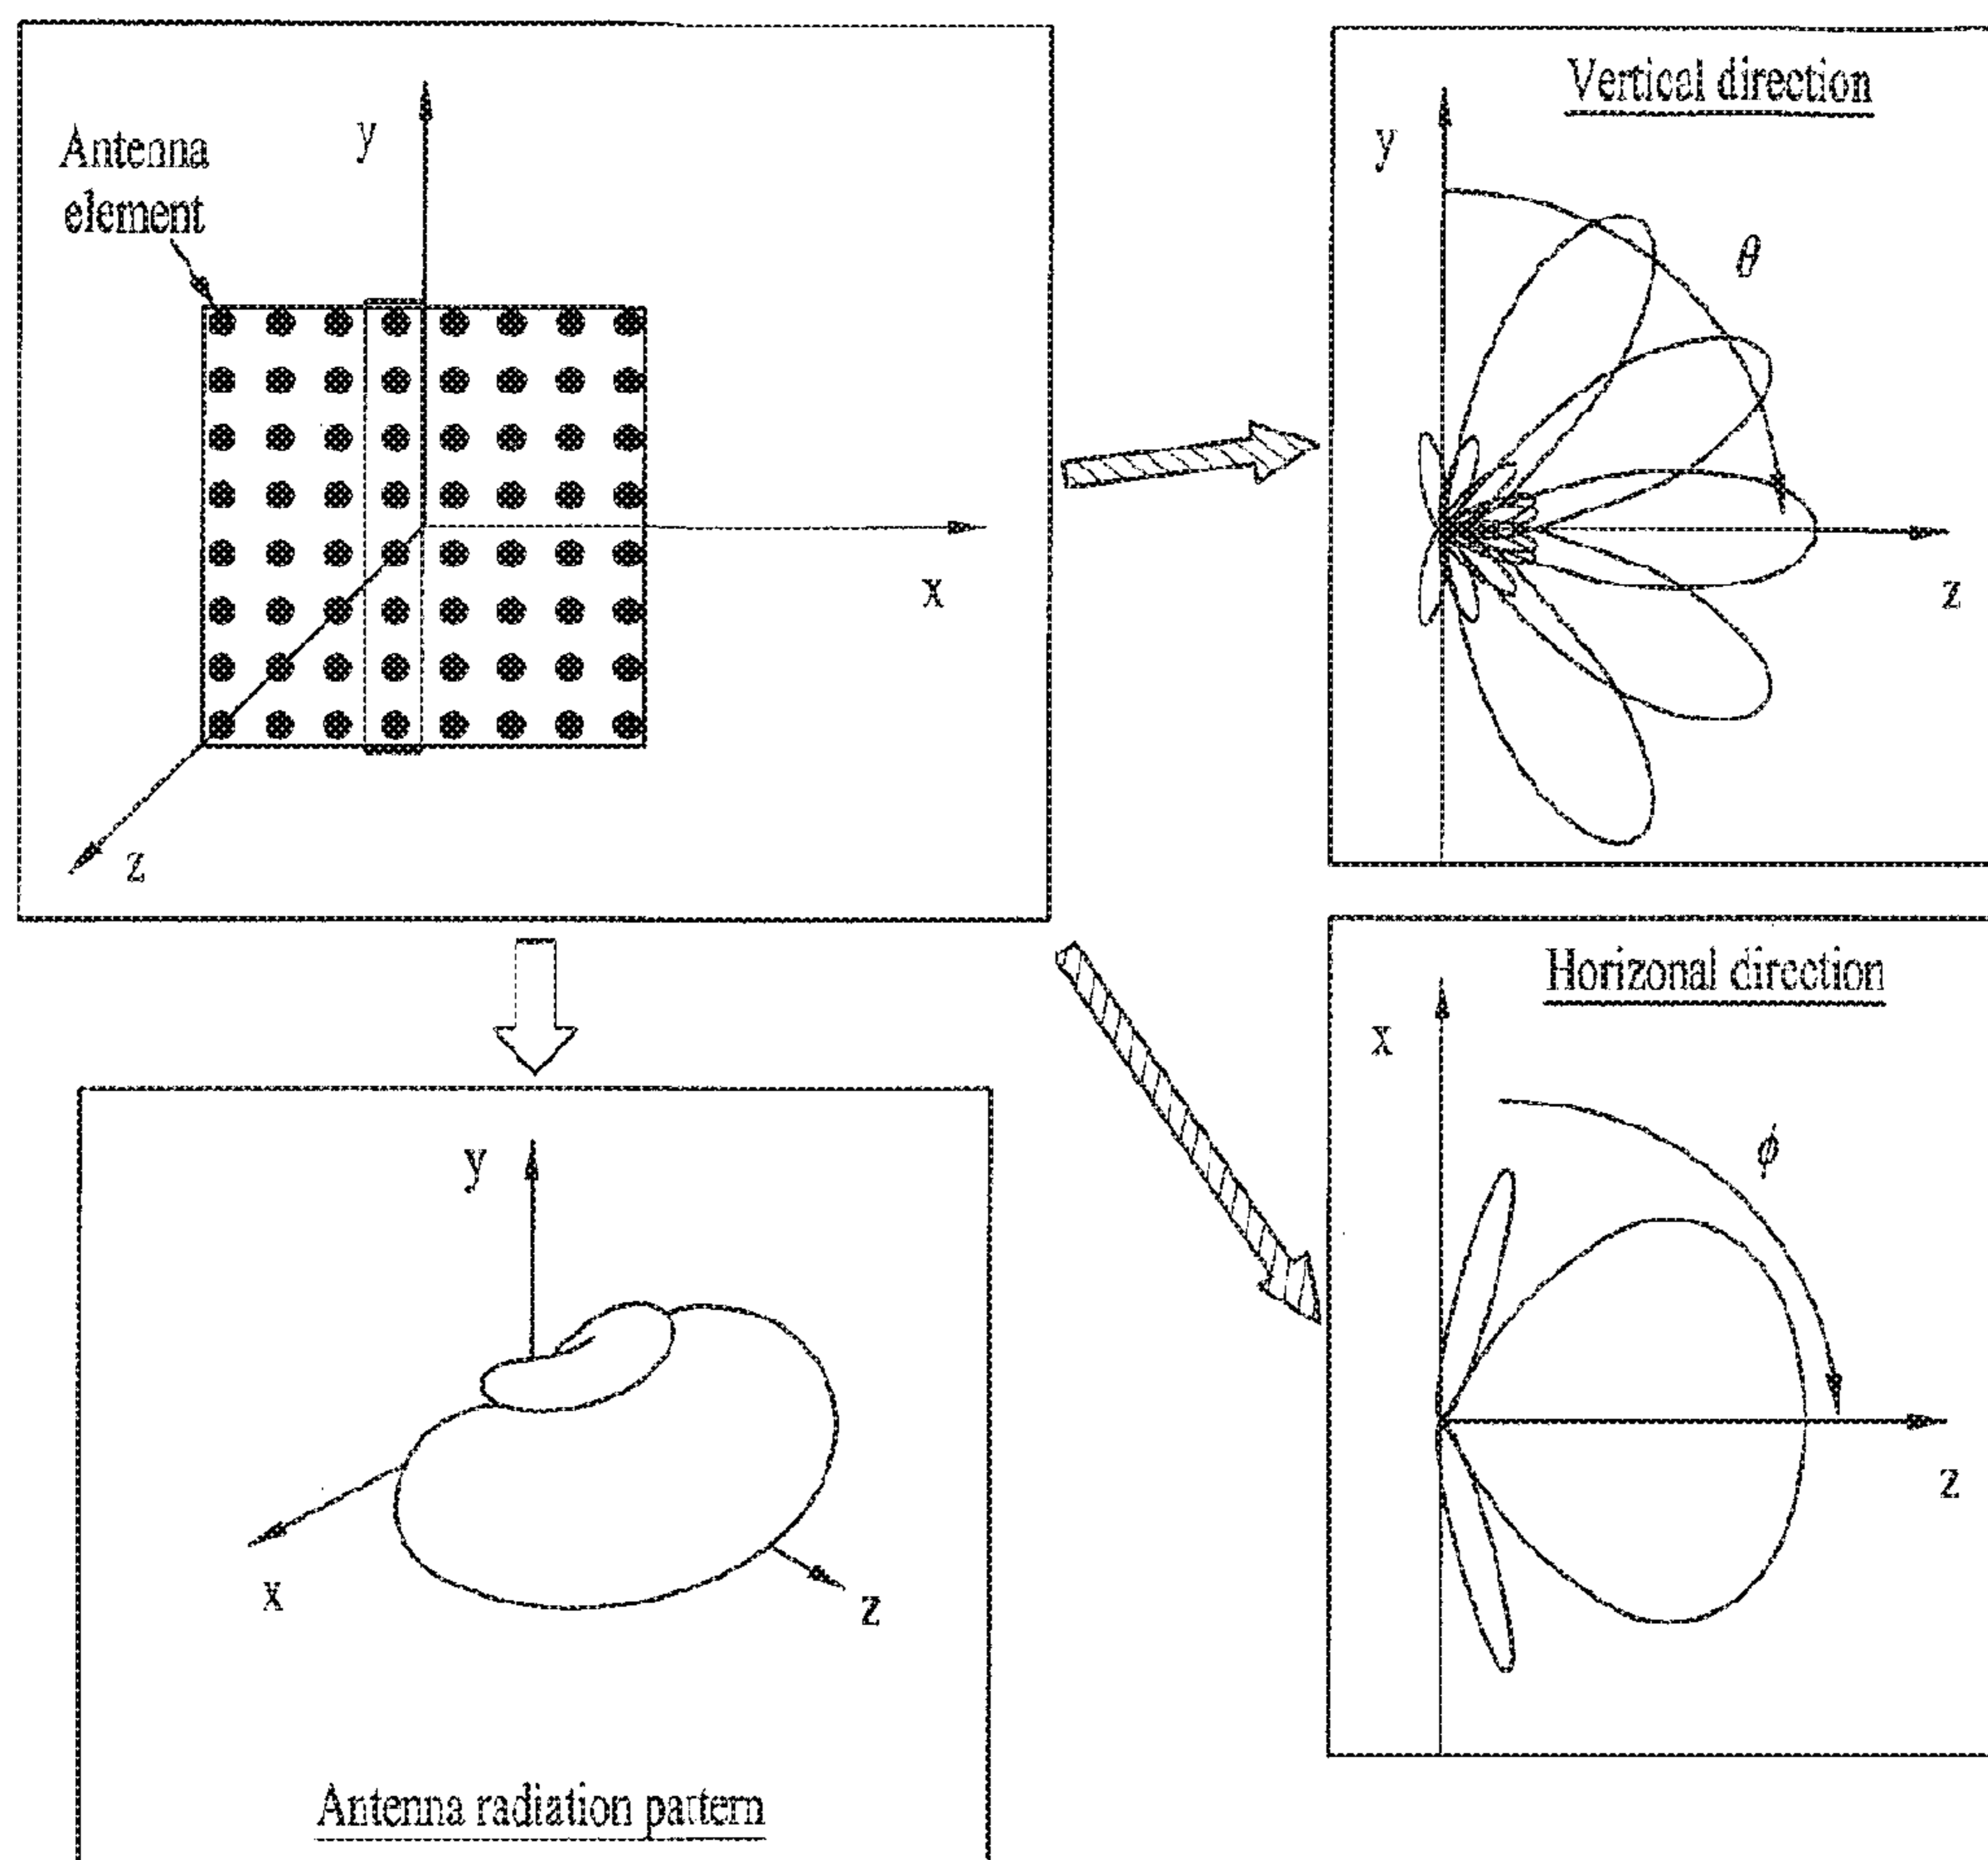 Antenna
element
y
x
z
Vertical direction
y
θ
z
Horizonal direction
x
ϕ
z
y
x
z
Antenna radiation pattern